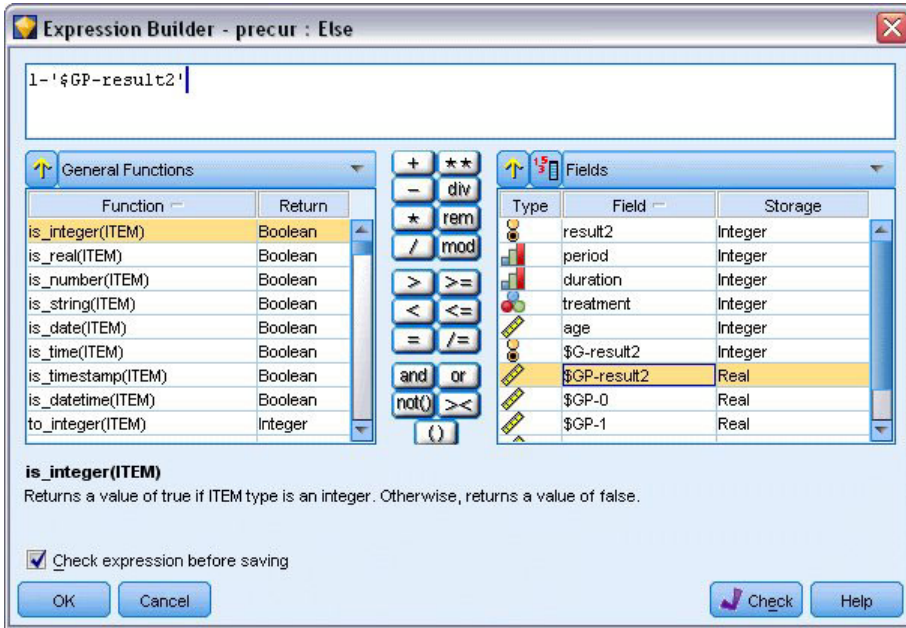 Expression Builder - precur : Else
1-'$GP-result2'
General Functions
Function Return
is_integer(ITEM) Boolean
is_real(ITEM) Boolean
is_number(ITEM) Boolean
is_string(ITEM) Boolean
is_date(ITEM) Boolean
is_time(ITEM) Boolean
is_timestamp(ITEM) Boolean
is_datetime(ITEM) Boolean
to_integer(ITEM) Integer
+ **
- div
* rem
/ mod
> >=
< <=
= /=
and or
not() ><
()
Fields
Type Field Storage
result2 Integer
period Integer
duration Integer
treatment Integer
age Integer
$G-result2 Integer
$GP-result2 Real
$GP-0 Real
$GP-1 Real
is_integer(ITEM)
Returns a value of true if ITEM type is an integer. Otherwise, returns a value of false.
Check expression before saving
OK Cancel Check Help